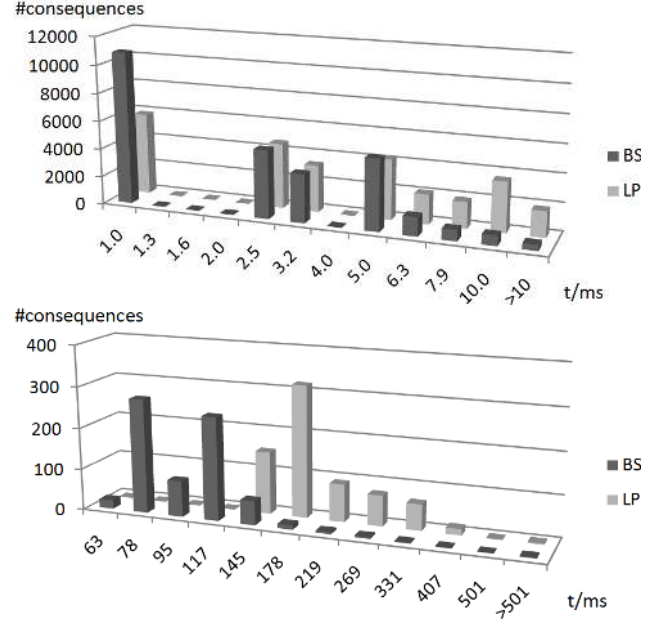 #consequences
12000
10000
8000
6000
4000
2000
0
BS
LP
1.0 1.3 1.6 2.0 2.5 3.2 4.0 5.0 6.3 7.9 10.0 >10
t/ms
#consequences
400
300
200
100
0
BS
LP
63 78 95 117 145 178 219 269 331 407 501 >501
t/ms